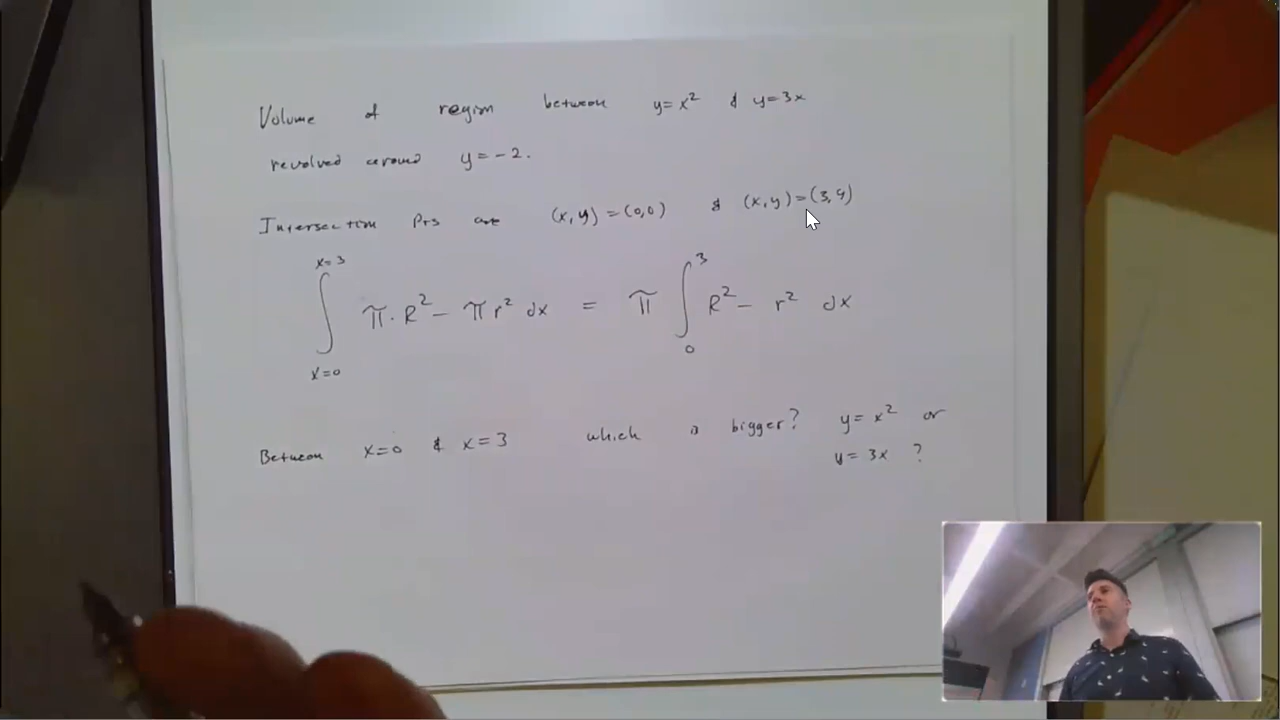 Volume of region between y=x² & y=3x
revolved around y=-2.
Intersection Pts are (x,y)=(0,0) & (x,y)=(3,9)
x=3
∫ π·R² - πr² dx = π ∫ R² - r² dx
x=0
3
0
Between x=0 & x=3 which is bigger? y=x² or
y=3x ?